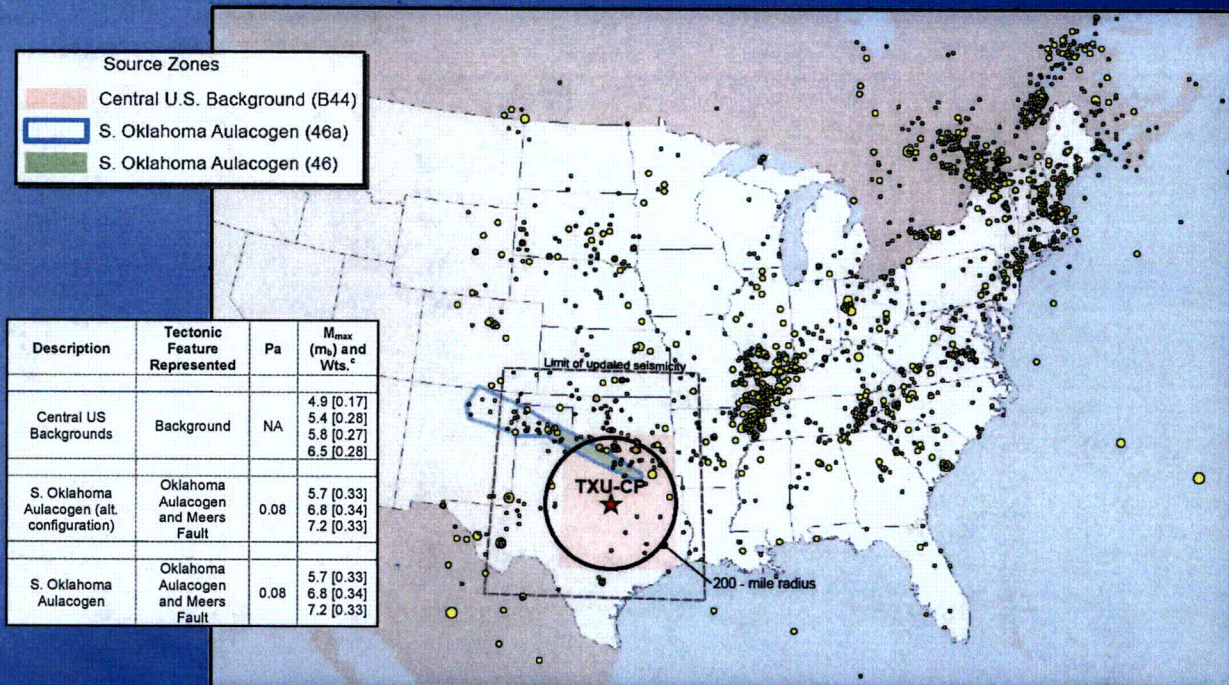 Source Zones
Central U.S. Background (B44)
S. Oklahoma Aulacogen (46a)
S. Oklahoma Aulacogen (46)
Description
Tectonic
Feature
Represented
Pa
Mmax
(mb) and
Wts.c
Central US
Backgrounds
Background
NA
4.9 [0.17]
5.4 [0.28]
5.8 [0.27]
6.5 [0.28]
S. Oklahoma
Aulacogen (alt.
configuration)
Oklahoma
Aulacogen
and Meers
Fault
0.08
5.7 [0.33]
6.8 [0.34]
7.2 [0.33]
S. Oklahoma
Aulacogen
Oklahoma
Aulacogen
and Meers
Fault
0.08
5.7 [0.33]
6.8 [0.34]
7.2 [0.33]
Limit of updated seismicity
TXU-CP
200 - mile radius